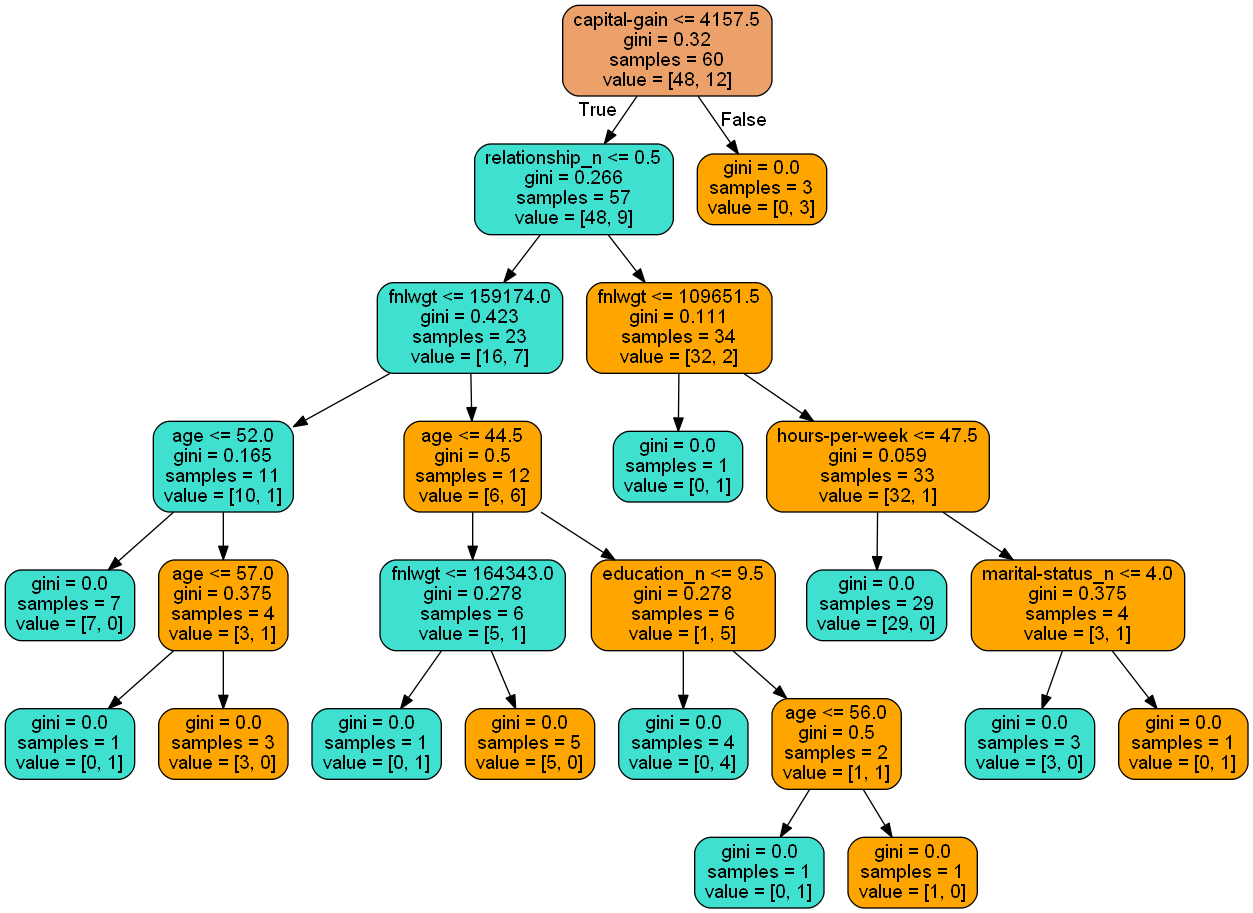 capital-gain <= 4157.5
gini = 0.32
samples = 60
value = [48, 12]
True
False
relationship_n <= 0.5
gini = 0.266
samples = 57
value = [48, 9]
gini = 0.0
samples = 3
value = [0, 3]
fnlwgt <= 159174.0
gini = 0.423
samples = 23
value = [16, 7]
fnlwgt <= 109651.5
gini = 0.111
samples = 34
value = [32, 2]
age <= 52.0
gini = 0.165
samples = 11
value = [10, 1]
age <= 44.5
gini = 0.5
samples = 12
value = [6, 6]
gini = 0.0
samples = 1
value = [0, 1]
hours-per-week <= 47.5
gini = 0.059
samples = 33
value = [32, 1]
gini = 0.0
samples = 7
value = [7, 0]
age <= 57.0
gini = 0.375
samples = 4
value = [3, 1]
fnlwgt <= 164343.0
gini = 0.278
samples = 6
value = [5, 1]
education_n <= 9.5
gini = 0.278
samples = 6
value = [1, 5]
gini = 0.0
samples = 29
value = [29, 0]
marital-status_n <= 4.0
gini = 0.375
samples = 4
value = [3, 1]
gini = 0.0
samples = 1
value = [0, 1]
gini = 0.0
samples = 3
value = [3, 0]
gini = 0.0
samples = 1
value = [0, 1]
gini = 0.0
samples = 5
value = [5, 0]
gini = 0.0
samples = 4
value = [0, 4]
age <= 56.0
gini = 0.5
samples = 2
value = [1, 1]
gini = 0.0
samples = 3
value = [3, 0]
gini = 0.0
samples = 1
value = [0, 1]
gini = 0.0
samples = 1
value = [0, 1]
gini = 0.0
samples = 1
value = [1, 0]